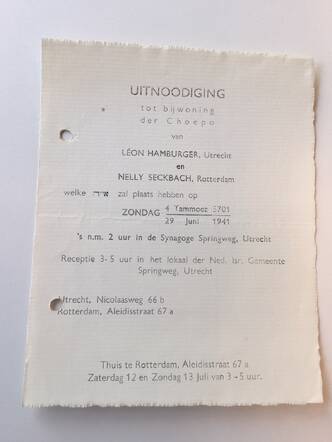 UITNOODIGING
tot bijwoning
der Choepo
van
LÉON HAMBURGER, Utrecht
en
NELLY SECKBACH, Rotterdam
welke אי״ה zal plaats hebben op
ZONDAG 4 Tammoez 5701
29 Juni 1941
's n.m. 2 uur in de Synagoge Springweg, Utrecht
Receptie 3-5 uur in het lokaal der Ned. Isr. Gemeente
Springweg, Utrecht
Utrecht, Nicolaasweg 66 b
Rotterdam, Aleidisstraat 67 a
Thuis te Rotterdam, Aleidisstraat 67 a
Zaterdag 12 en Zondag 13 Juli van 3-5 uur.